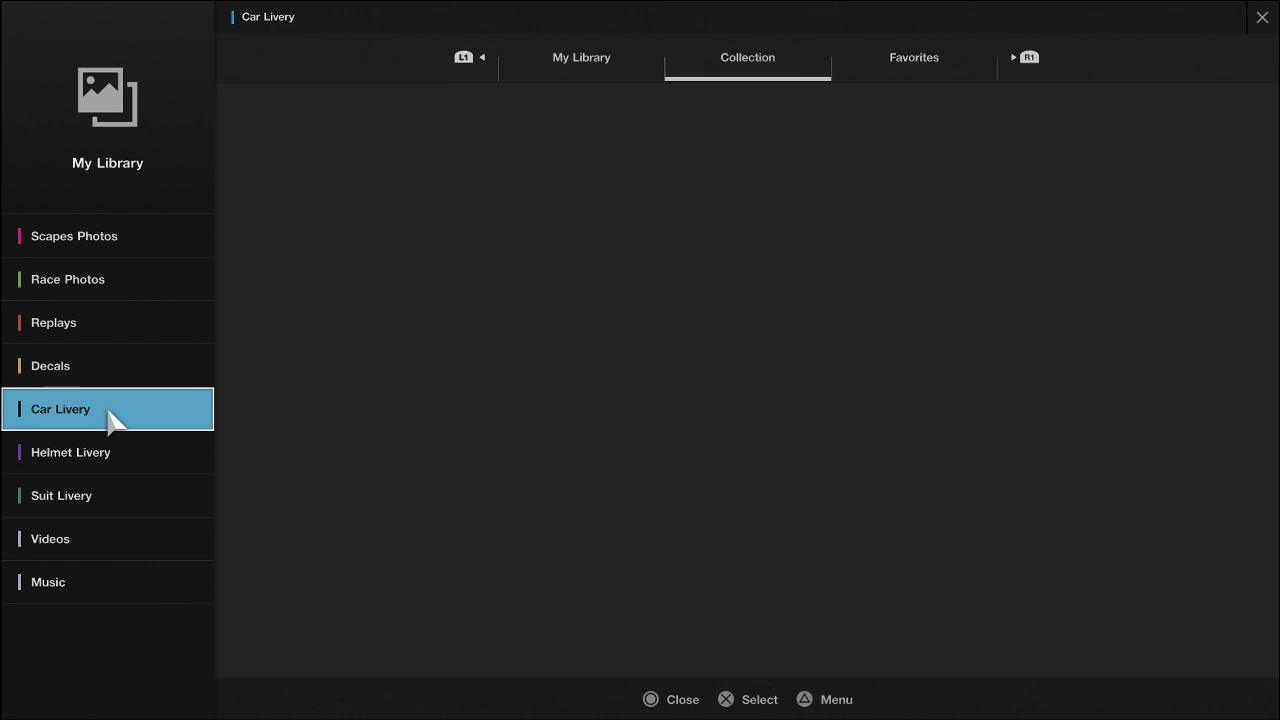 Car Livery
L1
My Library
Collection
Favorites
R1
My Library
Scapes Photos
Race Photos
Replays
Decals
Car Livery
Helmet Livery
Suit Livery
Videos
Music
Close
Select
Menu